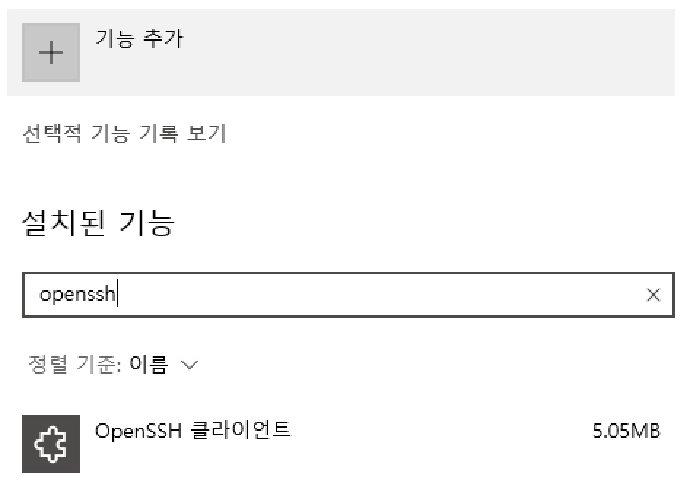 기능 추가
선택적 기능 기록 보기
설치된 기능
openssh
정렬 기준: 이름
OpenSSH 클라이언트 5.05MB